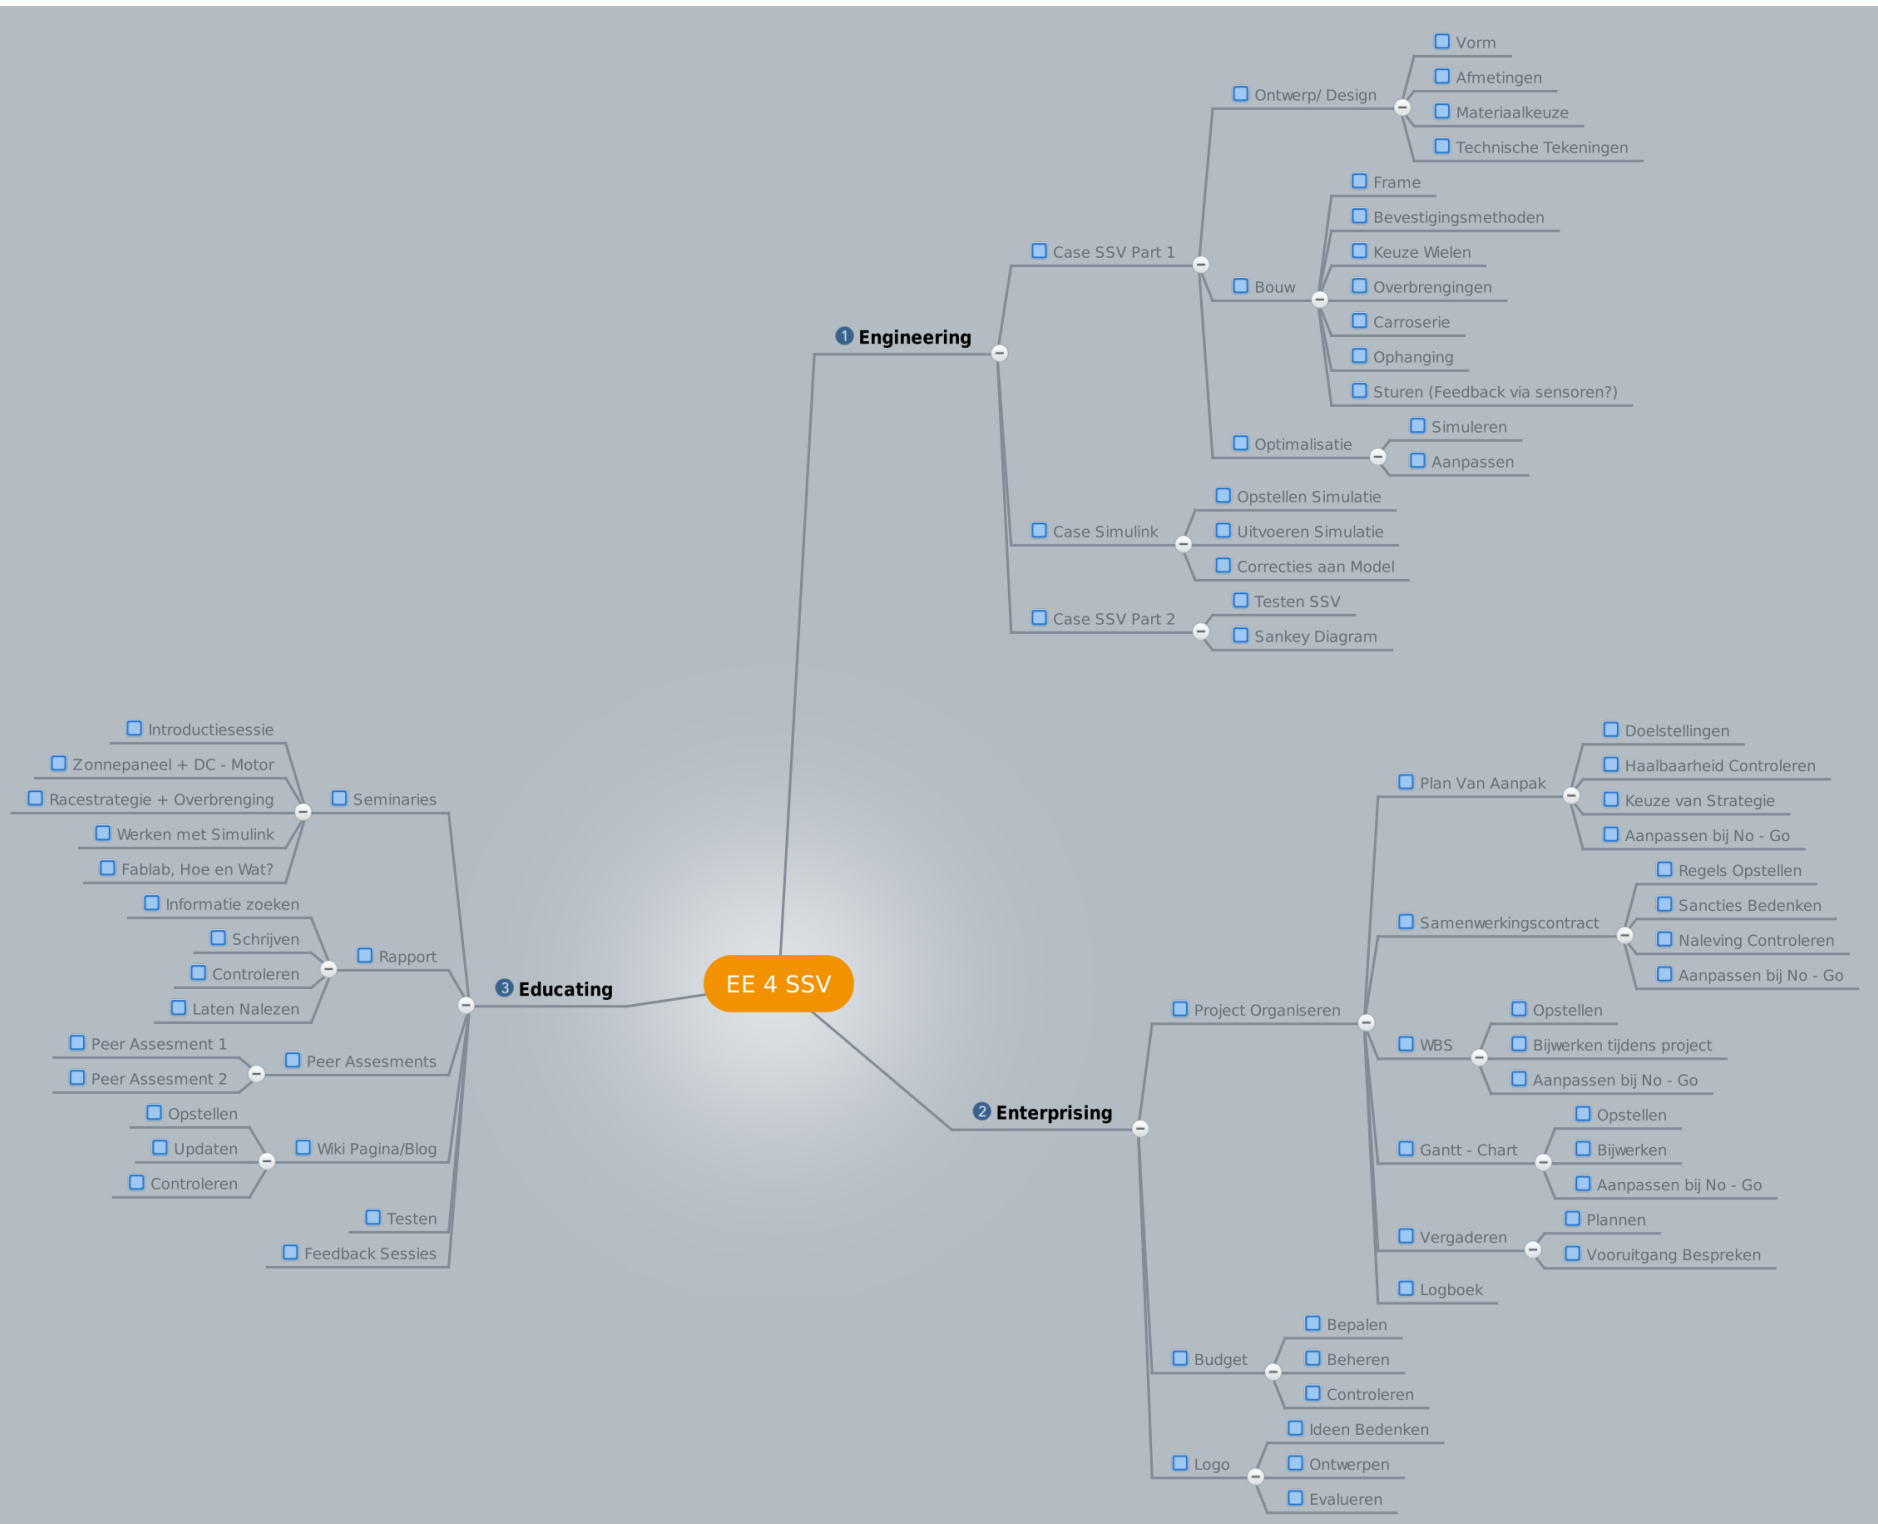 EE 4 SSV
1 Engineering
Case SSV Part 1
Ontwerp/ Design
Vorm
Afmetingen
Materiaalkeuze
Technische Tekeningen
Bouw
Frame
Bevestigingsmethoden
Keuze Wielen
Overbrengingen
Carroserie
Ophanging
Sturen (Feedback via sensoren?)
Optimalisatie
Simuleren
Aanpassen
Case Simulink
Opstellen Simulatie
Uitvoeren Simulatie
Correcties aan Model
Case SSV Part 2
Testen SSV
Sankey Diagram
2 Enterprising
Project Organiseren
Plan Van Aanpak
Doelstellingen
Haalbaarheid Controleren
Keuze van Strategie
Aanpassen bij No - Go
Samenwerkingscontract
Regels Opstellen
Sancties Bedenken
Naleving Controleren
Aanpassen bij No - Go
WBS
Opstellen
Bijwerken tijdens project
Aanpassen bij No - Go
Gantt - Chart
Opstellen
Bijwerken
Aanpassen bij No - Go
Vergaderen
Plannen
Vooruitgang Bespreken
Logboek
Budget
Bepalen
Beheren
Controleren
Logo
Ideen Bedenken
Ontwerpen
Evalueren
3 Educating
Seminaries
Introductiesessie
Zonnepaneel + DC - Motor
Racestrategie + Overbrenging
Werken met Simulink
Fablab, Hoe en Wat?
Rapport
Informatie zoeken
Schrijven
Controleren
Laten Nalezen
Peer Assesments
Peer Assesment 1
Peer Assesment 2
Wiki Pagina/Blog
Opstellen
Updaten
Controleren
Testen
Feedback Sessies